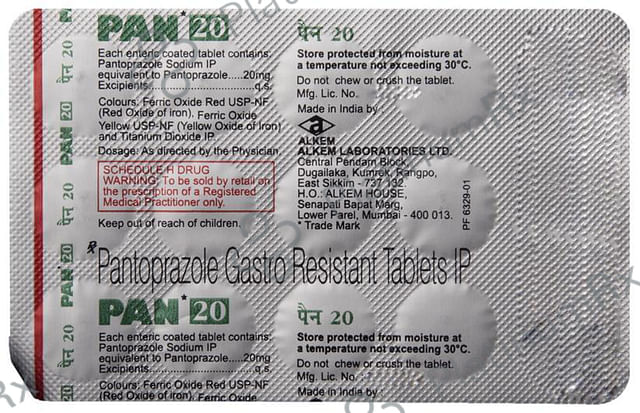 PAN* 20
Each enteric coated tablet contains:
Pantoprazole Sodium IP
equivalent to Pantoprazole.....20mg
Excipients.....................q.s.
Colours: Ferric Oxide Red USP-NF
(Red Oxide of iron), Ferric Oxide
Yellow USP-NF (Yellow Oxide of Iron)
and Titanium Dioxide IP
Dosage: As directed by the Physician
SCHEDULE H DRUG
WARNING: To be sold by retail on
the prescription of a Registered
Medical Practitioner only.
Keep out of reach of children.
पैन 20
Store protected from moisture at
a temperature not exceeding 30°C.
Do not chew or crush the tablet.
Mfg. Lic. No.
Made in India by :
a
ALKEM
ALKEM LABORATORIES LTD.
Central Pendam Block,
Dugailaka, Kumrek, Rangpo,
East Sikkim - 737 132.
H.O.: ALKEM HOUSE,
Senapati Bapat Marg,
Lower Parel, Mumbai - 400 013.
* Trade Mark
PF 6329-01
Rx Pantoprazole Gastro Resistant Tablets IP
PAN* 20
Each enteric coated tablet contains:
Pantoprazole Sodium IP
equivalent to Pantoprazole.....20mg
Excipients.....................q.s.
Colours: Ferric Oxide Red USP-NF
(Red Oxide of iron), Ferric Oxide
पैन 20
Store protected from moisture at
a temperature not exceeding 30°C.
Do not chew or crush the tablet.
Mfg. Lic. No. :
Made in India by :
पैन 20
PAN 20
पैन 20
PAN 20
पैन 20